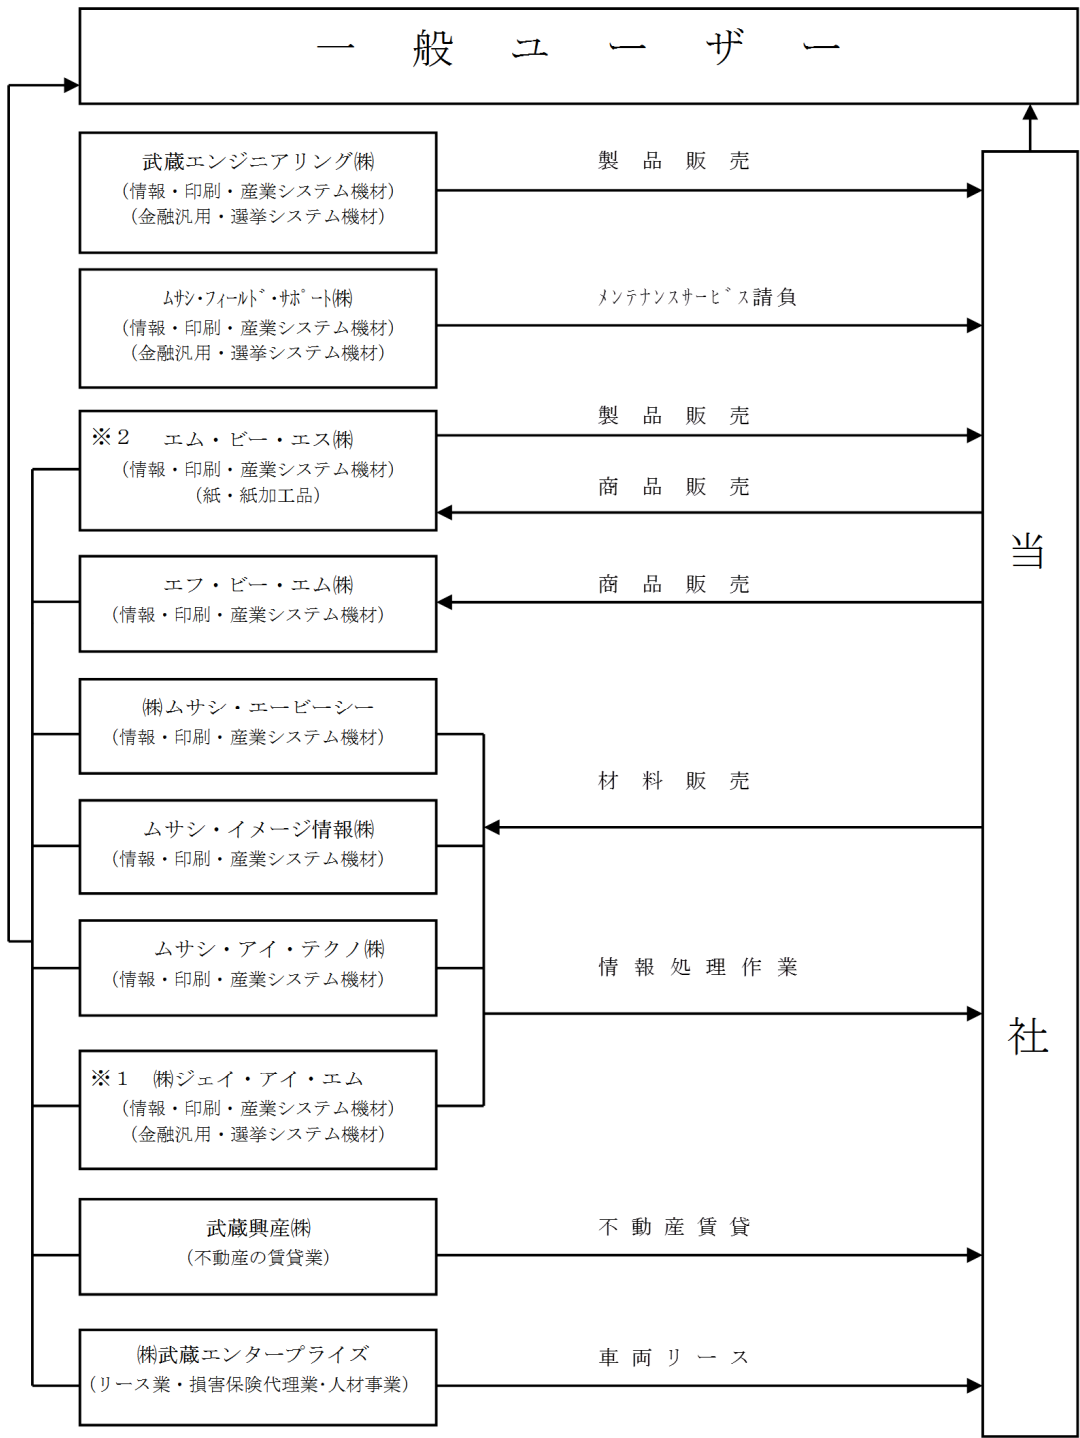 一般ユーザー
武蔵エンジニアリング㈱
（情報・印刷・産業システム機材）
（金融汎用・選挙システム機材）
製品販売
ﾑｻｼ･ﾌｨｰﾙﾄﾞ･ｻﾎﾟｰﾄ㈱
（情報・印刷・産業システム機材）
（金融汎用・選挙システム機材）
ﾒﾝﾃﾅﾝｽｻｰﾋﾞｽ請負
※２　エム・ビー・エス㈱
（情報・印刷・産業システム機材）
（紙・紙加工品）
製品販売
商品販売
エフ・ビー・エム㈱
（情報・印刷・産業システム機材）
商品販売
㈱ムサシ・エービーシー
（情報・印刷・産業システム機材）
材料販売
ムサシ・イメージ情報㈱
（情報・印刷・産業システム機材）
ムサシ・アイ・テクノ㈱
（情報・印刷・産業システム機材）
情報処理作業
※１　㈱ジェイ・アイ・エム
（情報・印刷・産業システム機材）
（金融汎用・選挙システム機材）
武蔵興産㈱
（不動産の賃貸業）
不動産賃貸
㈱武蔵エンタープライズ
（リース業・損害保険代理業･人材事業）
車両リース
当社